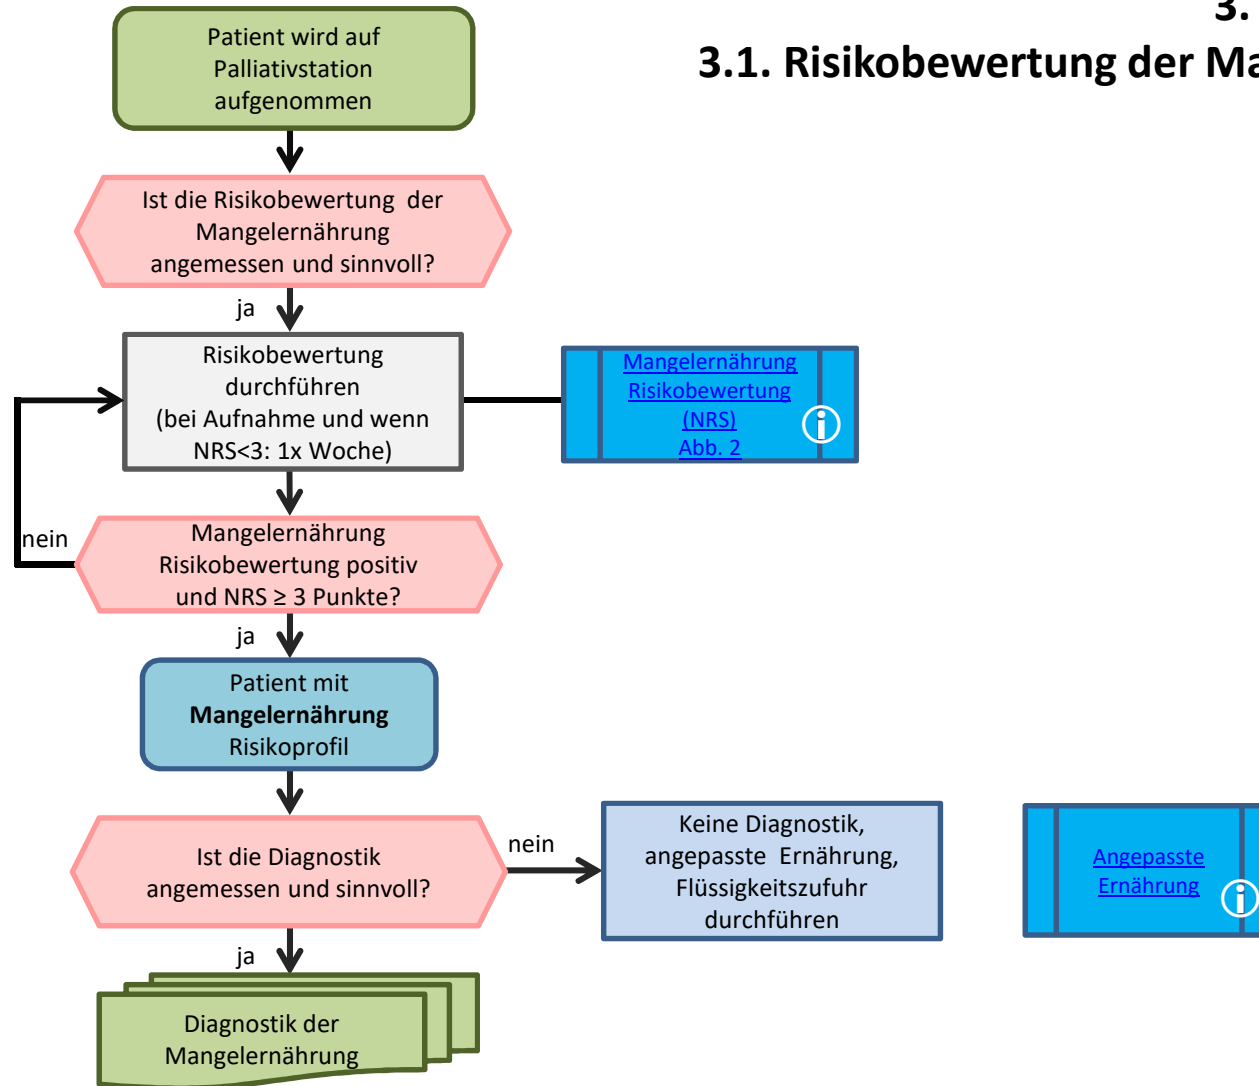 3.
3.1. Risikobewertung der Ma
Patient wird auf
Palliativstation
aufgenommen
Ist die Risikobewertung der
Mangelernährung
angemessen und sinnvoll?
ja
Risikobewertung
durchführen
(bei Aufnahme und wenn
NRS<3: 1x Woche)
Mangelernährung
Risikobewertung
(NRS)
Abb. 2
i
nein
Mangelernährung
Risikobewertung positiv
und NRS ≥ 3 Punkte?
ja
Patient mit
Mangelernährung
Risikoprofil
Ist die Diagnostik
angemessen und sinnvoll?
nein
Keine Diagnostik,
angepasste Ernährung,
Flüssigkeitszufuhr
durchführen
Angepasste
Ernährung
i
ja
Diagnostik der
Mangelernährung